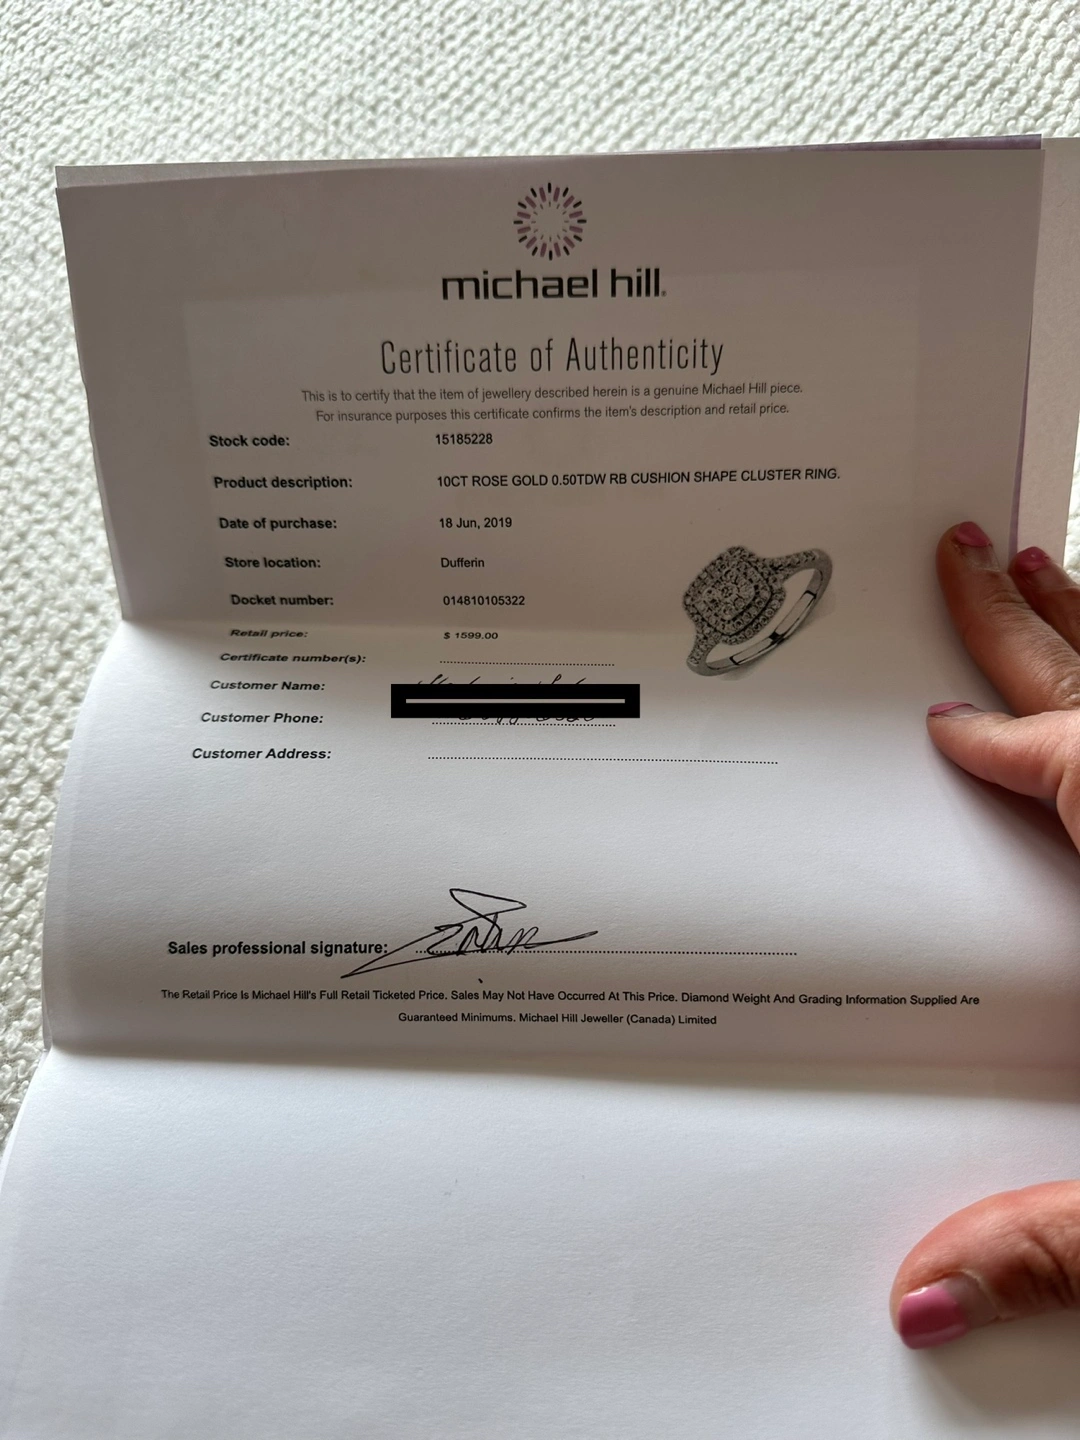 michael hill.
Certificate of Authenticity
This is to certify that the item of jewellery described herein is a genuine Michael Hill piece.
For insurance purposes this certificate confirms the item's description and retail price.
Stock code: 15185228
Product description: 10CT ROSE GOLD 0.50TDW RB CUSHION SHAPE CLUSTER RING.
Date of purchase: 18 Jun, 2019
Store location: Dufferin
Docket number: 014810105322
Retail price: $ 1599.00
Certificate number(s):
Customer Name:
Customer Phone:
Customer Address:
Sales professional signature:
The Retail Price Is Michael Hill's Full Retail Ticketed Price. Sales May Not Have Occurred At This Price. Diamond Weight And Grading Information Supplied Are
Guaranteed Minimums. Michael Hill Jeweller (Canada) Limited